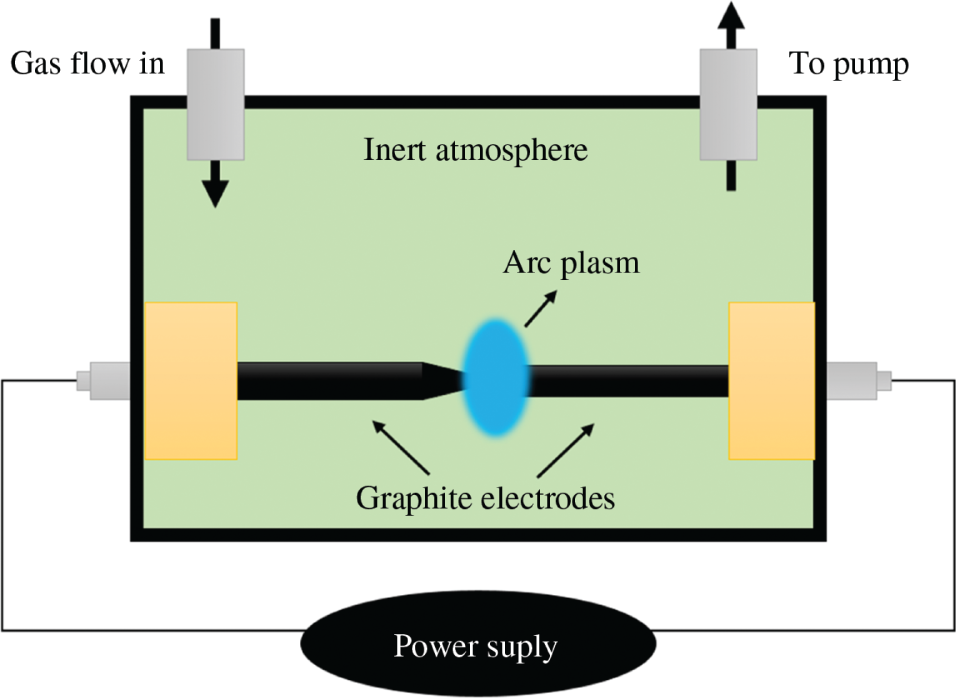 Gas flow in
To pump
Inert atmosphere
Arc plasm
Graphite electrodes
Power suply